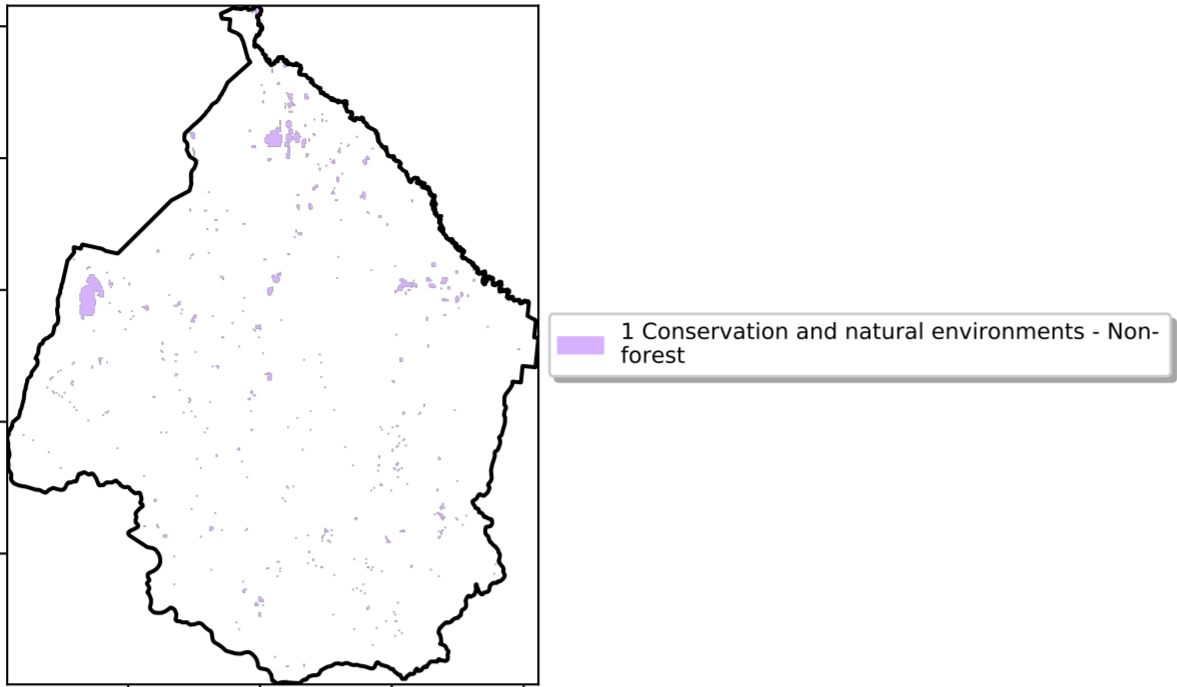 1 Conservation and natural environments - Non-
forest